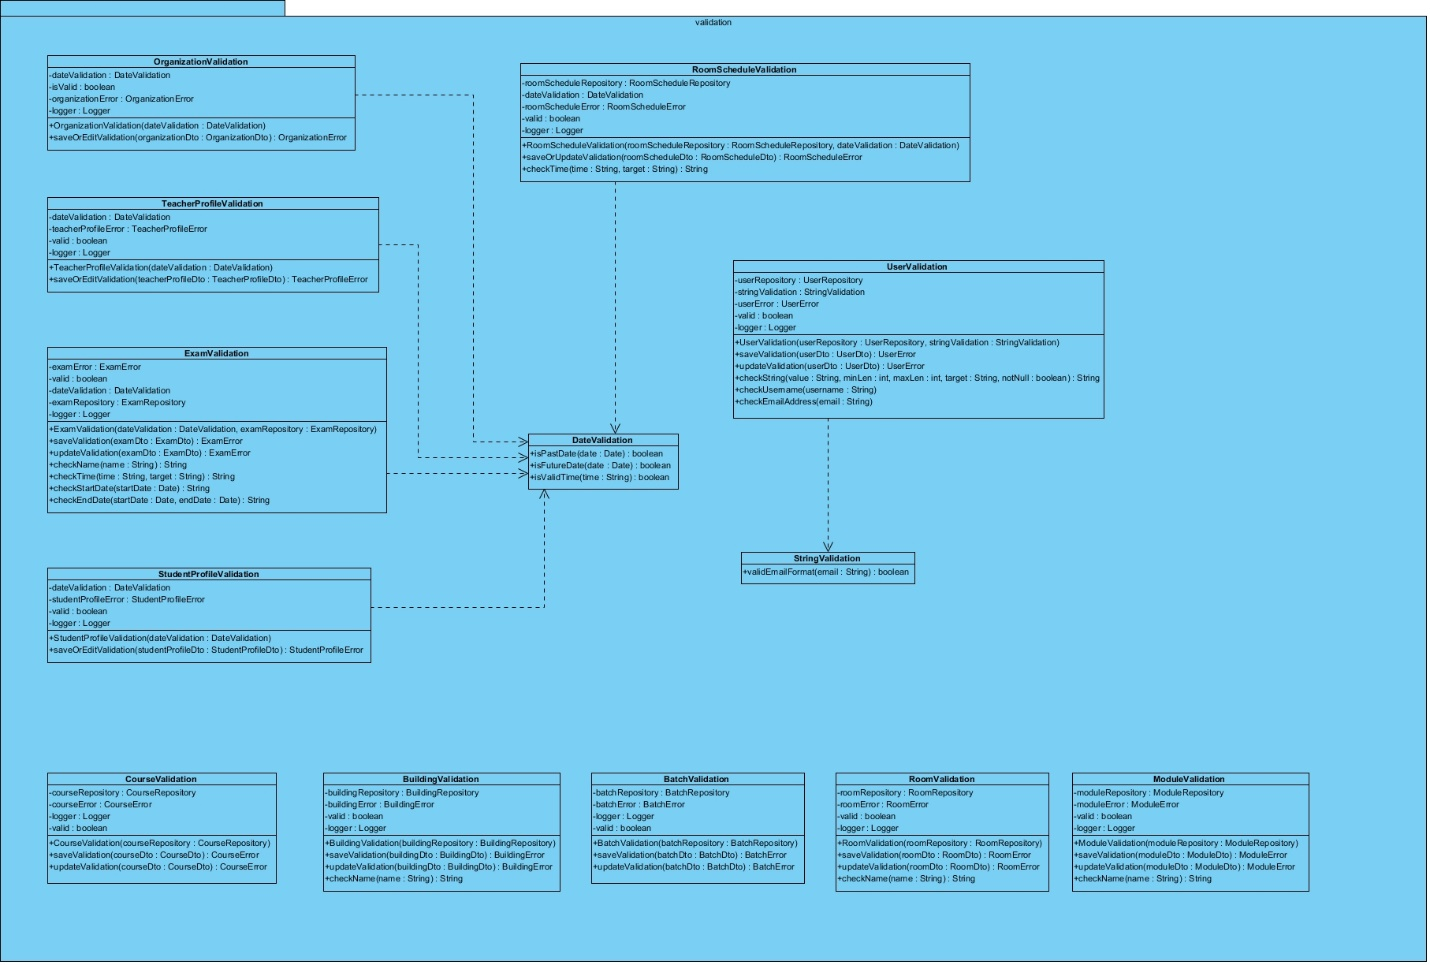 validation
OrganizationValidation
-dateValidation : DateValidation
-isValid : boolean
-organizationError : OrganizationError
-logger : Logger
+OrganizationValidation(dateValidation : DateValidation)
+saveOrEditValidation(organizationDto : OrganizationDto) : OrganizationError
RoomScheduleValidation
-roomScheduleRepository : RoomScheduleRepository
-dateValidation : DateValidation
-roomScheduleError : RoomScheduleError
-valid : boolean
-logger : Logger
+RoomScheduleValidation(roomScheduleRepository : RoomScheduleRepository, dateValidation : DateValidation)
+saveOrUpdateValidation(roomScheduleDto : RoomScheduleDto) : RoomScheduleError
+checkTime(time : String, target : String) : String
TeacherProfileValidation
-dateValidation : DateValidation
-teacherProfileError : TeacherProfileError
-valid : boolean
-logger : Logger
+TeacherProfileValidation(dateValidation : DateValidation)
+saveOrEditValidation(teacherProfileDto : TeacherProfileDto) : TeacherProfileError
UserValidation
-userRepository : UserRepository
-stringValidation : StringValidation
-userError : UserError
-valid : boolean
-logger : Logger
+UserValidation(userRepository : UserRepository, stringValidation : StringValidation)
+saveValidation(userDto : UserDto) : UserError
+updateValidation(userDto : UserDto) : UserError
+checkString(value : String, minLen : int, maxLen : int, target : String, notNull : boolean) : String
+checkUsername(username : String)
+checkEmailAddress(email : String)
ExamValidation
-examError : ExamError
-valid : boolean
-dateValidation : DateValidation
-examRepository : ExamRepository
-logger : Logger
+ExamValidation(dateValidation : DateValidation, examRepository : ExamRepository)
+saveValidation(examDto : ExamDto) : ExamError
+updateValidation(examDto : ExamDto) : ExamError
+checkName(name : String) : String
+checkTime(time : String, target : String) : String
+checkStartDate(startDate : Date) : String
+checkEndDate(startDate : Date, endDate : Date) : String
DateValidation
+isPastDate(date : Date) : boolean
+isFutureDate(date : Date) : boolean
+isValidTime(time : String) : boolean
StringValidation
+validEmailFormat(email : String) : boolean
StudentProfileValidation
-dateValidation : DateValidation
-studentProfileError : StudentProfileError
-valid : boolean
-logger : Logger
+StudentProfileValidation(dateValidation : DateValidation)
+saveOrEditValidation(studentProfileDto : StudentProfileDto) : StudentProfileError
CourseValidation
-courseRepository : CourseRepository
-courseError : CourseError
-logger : Logger
-valid : boolean
+CourseValidation(courseRepository : CourseRepository)
+saveValidation(courseDto : CourseDto) : CourseError
+updateValidation(courseDto : CourseDto) : CourseError
BuildingValidation
-buildingRepository : BuildingRepository
-buildingError : BuildingError
-valid : boolean
-logger : Logger
+BuildingValidation(buildingRepository : BuildingRepository)
+saveValidation(buildingDto : BuildingDto) : BuildingError
+updateValidation(buildingDto : BuildingDto) : BuildingError
+checkName(name : String) : String
BatchValidation
-batchRepository : BatchRepository
-batchError : BatchError
-logger : Logger
-valid : boolean
+BatchValidation(batchRepository : BatchRepository)
+saveValidation(batchDto : BatchDto) : BatchError
+updateValidation(batchDto : BatchDto) : BatchError
RoomValidation
-roomRepository : RoomRepository
-roomError : RoomError
-valid : boolean
-logger : Logger
+RoomValidation(roomRepository : RoomRepository)
+saveValidation(roomDto : RoomDto) : RoomError
+updateValidation(roomDto : RoomDto) : RoomError
+checkName(name : String) : String
ModuleValidation
-moduleRepository : ModuleRepository
-moduleError : ModuleError
-valid : boolean
-logger : Logger
+ModuleValidation(moduleRepository : ModuleRepository)
+saveValidation(moduleDto : ModuleDto) : ModuleError
+updateValidation(moduleDto : ModuleDto) : ModuleError
+checkName(name : String) : String